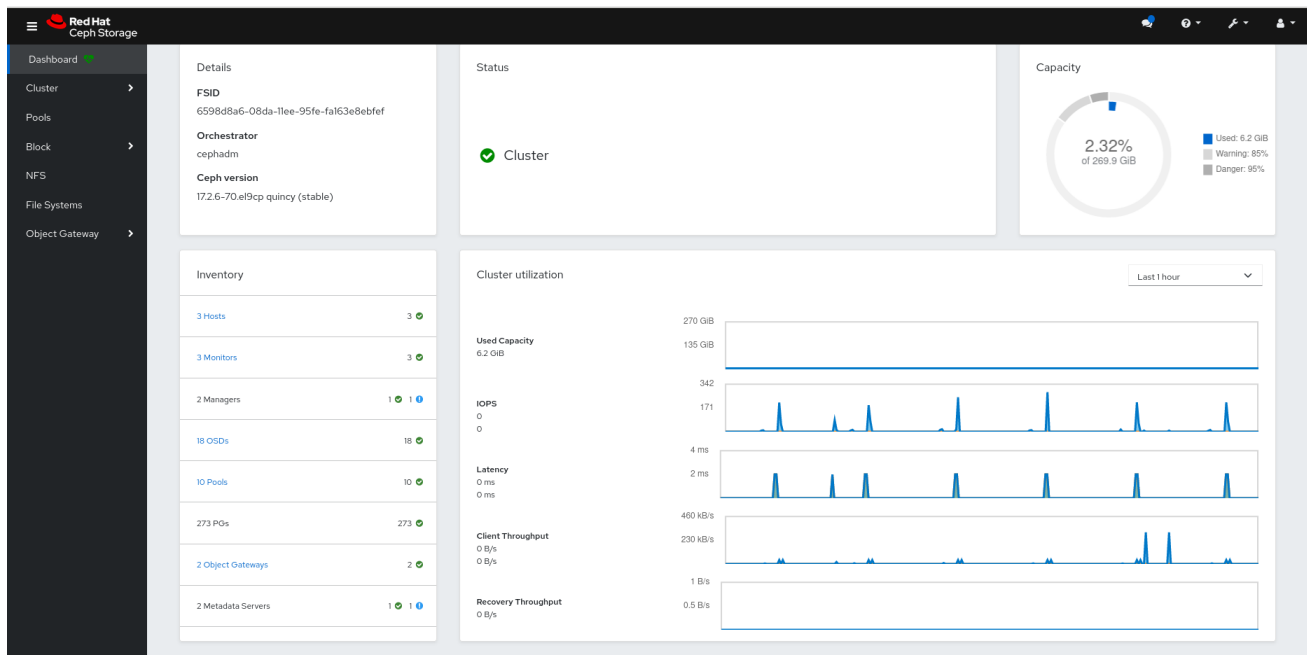 Red Hat
Ceph Storage
Dashboard
Cluster
Pools
Block
NFS
File Systems
Object Gateway
Details
FSID
6598d8a6-08da-11ee-95fe-fa163e8ebfef
Orchestrator
cephadm
Ceph version
17.2.6-70.el9cp quincy (stable)
Status
Cluster
Capacity
2.32%
of 269.9 GiB
Used: 6.2 GiB
Warning: 85%
Danger: 95%
Inventory
3 Hosts 3
3 Monitors 3
2 Managers 1 1
18 OSDs 18
10 Pools 10
273 PGs 273
2 Object Gateways 2
2 Metadata Servers 1 1
Cluster utilization
Last 1 hour
Used Capacity
6.2 GiB
270 GiB
135 GiB
IOPS
0
0
342
171
Latency
0 ms
0 ms
4 ms
2 ms
Client Throughput
0 B/s
0 B/s
460 kB/s
230 kB/s
Recovery Throughput
0 B/s
1 B/s
0.5 B/s